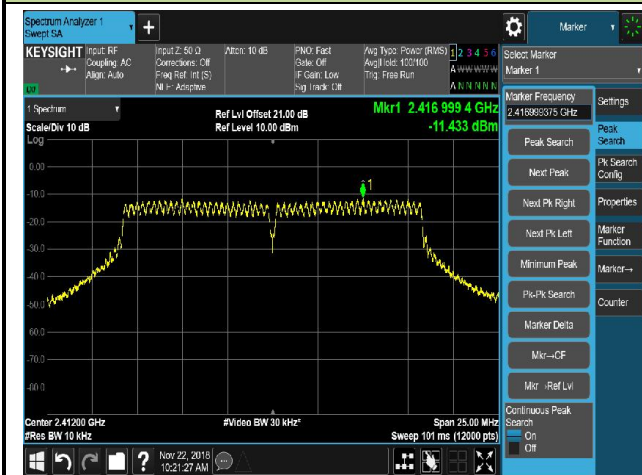 Spectrum Analyzer 1
Swept SA
Marker
KEYSIGHT
Input: RF
Coupling: AC
Align: Auto
Input Z: 50 Ω
Corrections: Off
Freq Ref: Int (S)
NFE: Adaptive
Atten: 10 dB
PNO: Fast
Gate: Off
IF Gain: Low
Sig Track: Off
Avg Type: Power (RMS)
Avg|Hold: 100/100
Trig: Free Run
1 2 3 4 5 6
A W W W W W
A N N N N N
Select Marker
Marker 1
1 Spectrum
Scale/Div 10 dB
Log
Ref Lvl Offset 21.00 dB
Ref Level 10.00 dBm
Mkr1 2.416 999 4 GHz
-11.433 dBm
0.00
-10.0
-20.0
-30.0
-40.0
-50.0
-60.0
-70.0
-80.0
1
Center 2.41200 GHz
#Res BW 10 kHz
#Video BW 30 kHz*
Span 25.00 MHz
Sweep 101 ms (12000 pts)
Marker Frequency
2.416999375 GHz
Peak Search
Next Peak
Next Pk Right
Next Pk Left
Minimum Peak
Pk-Pk Search
Marker Delta
Mkr→CF
Mkr→Ref Lvl
Continuous Peak
Search
On
Off
Settings
Peak
Search
Pk Search
Config
Properties
Marker
Function
Marker→
Counter
?
Nov 22, 2018
10:21:27 AM